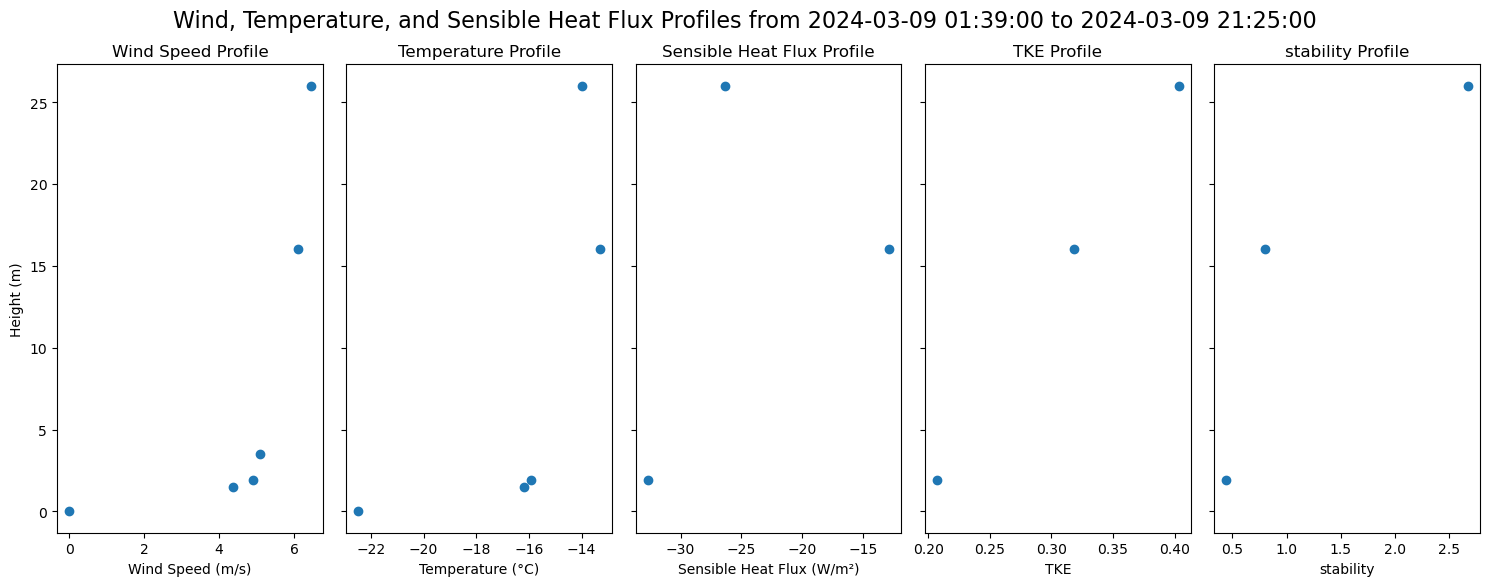 Wind, Temperature, and Sensible Heat Flux Profiles from 2024-03-09 01:39:00 to 2024-03-09 21:25:00
Wind Speed Profile
Temperature Profile
Sensible Heat Flux Profile
TKE Profile
stability Profile
25
20
15
10
5
0
Height (m)
0 2 4 6
Wind Speed (m/s)
−22 −20 −18 −16 −14
Temperature (°C)
−30 −25 −20 −15
Sensible Heat Flux (W/m²)
0.20 0.25 0.30 0.35 0.40
TKE
0.5 1.0 1.5 2.0 2.5
stability